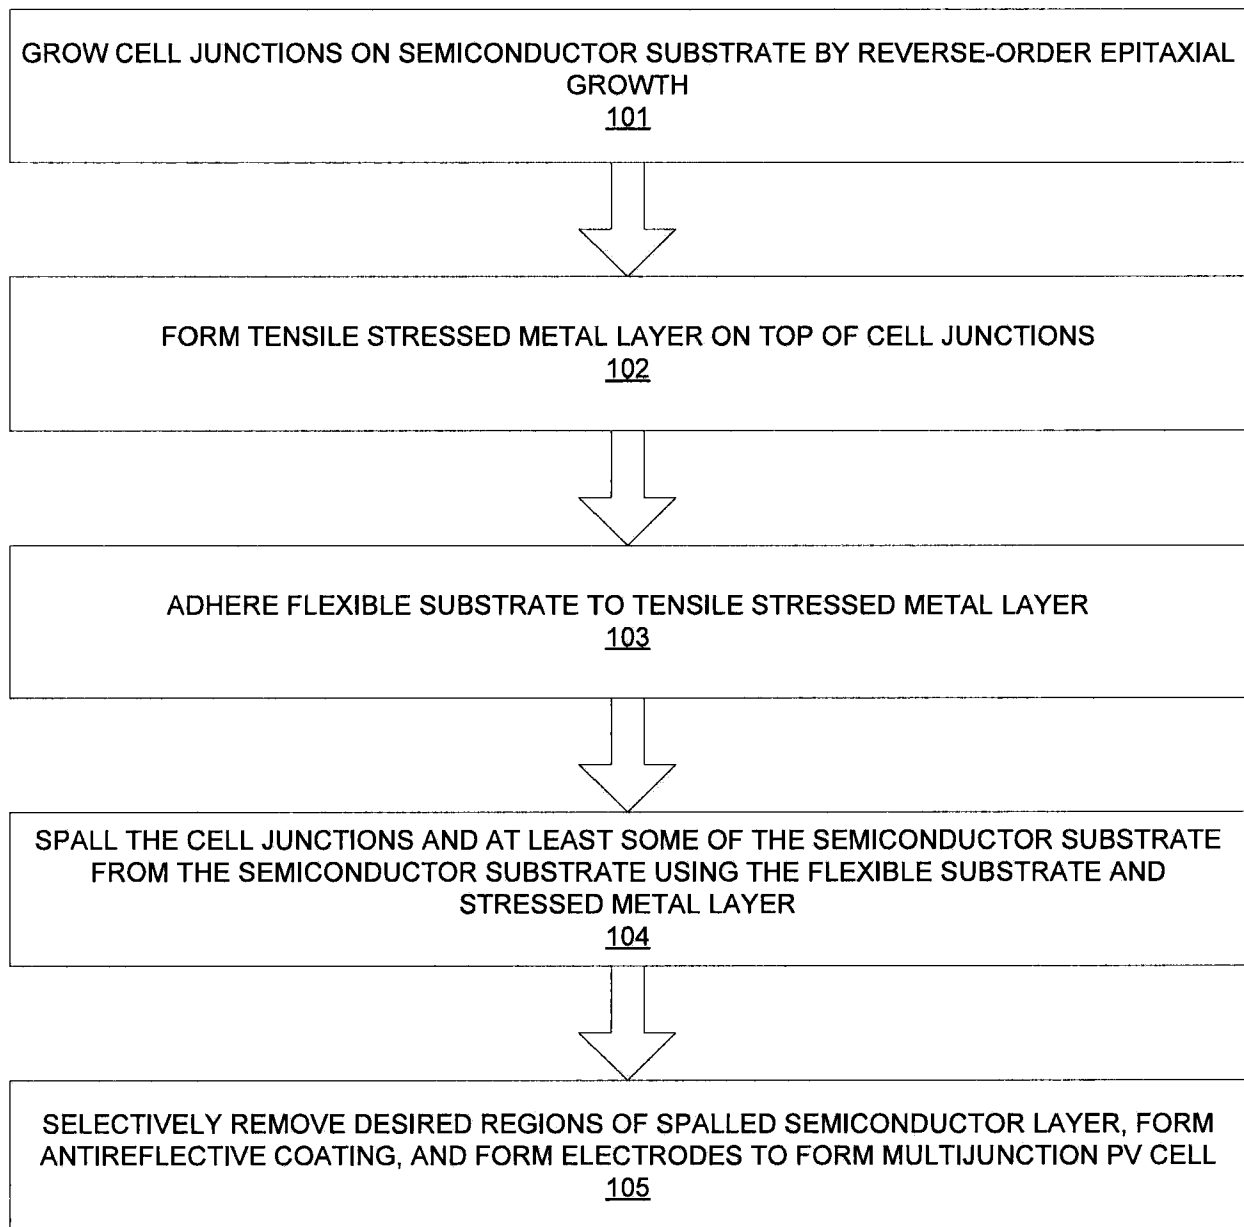 GROW CELL JUNCTIONS ON SEMICONDUCTOR SUBSTRATE BY REVERSE-ORDER EPITAXIAL
GROWTH
101
FORM TENSILE STRESSED METAL LAYER ON TOP OF CELL JUNCTIONS
102
ADHERE FLEXIBLE SUBSTRATE TO TENSILE STRESSED METAL LAYER
103
SPALL THE CELL JUNCTIONS AND AT LEAST SOME OF THE SEMICONDUCTOR SUBSTRATE
FROM THE SEMICONDUCTOR SUBSTRATE USING THE FLEXIBLE SUBSTRATE AND
STRESSED METAL LAYER
104
SELECTIVELY REMOVE DESIRED REGIONS OF SPALLED SEMICONDUCTOR LAYER, FORM
ANTIREFLECTIVE COATING, AND FORM ELECTRODES TO FORM MULTIJUNCTION PV CELL
105